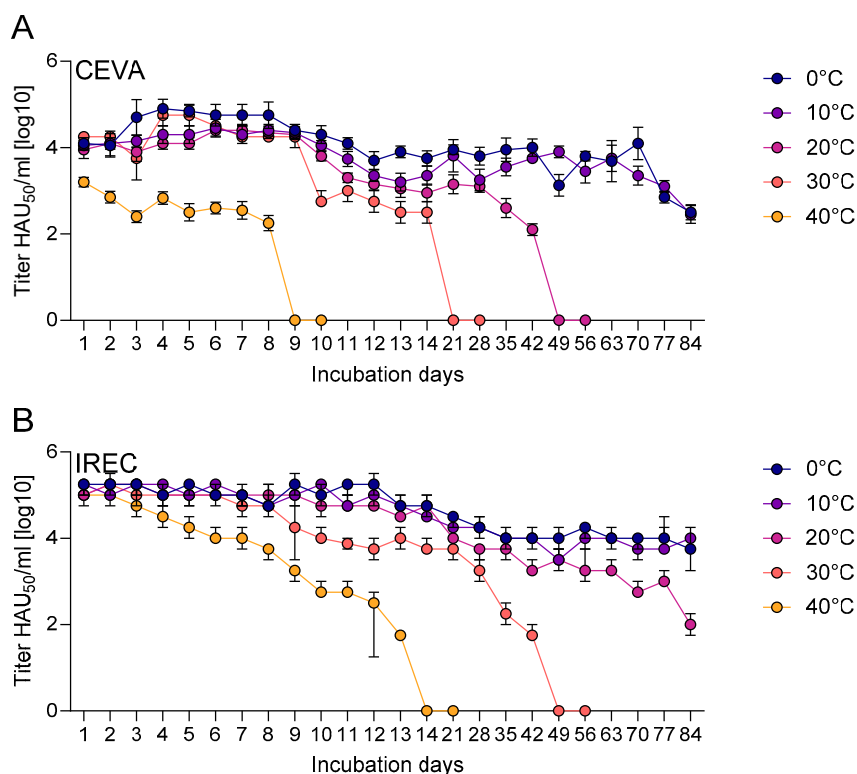 A
CEVA
6
4
2
0
Titer HAU50/ml [log10]
1 2 3 4 5 6 7 8 9 10 11 12 13 14 21 28 35 42 49 56 63 70 77 84
Incubation days
0°C
10°C
20°C
30°C
40°C
B
IREC
6
4
2
0
Titer HAU50/ml [log10]
1 2 3 4 5 6 7 8 9 10 11 12 13 14 21 28 35 42 49 56 63 70 77 84
Incubation days
0°C
10°C
20°C
30°C
40°C